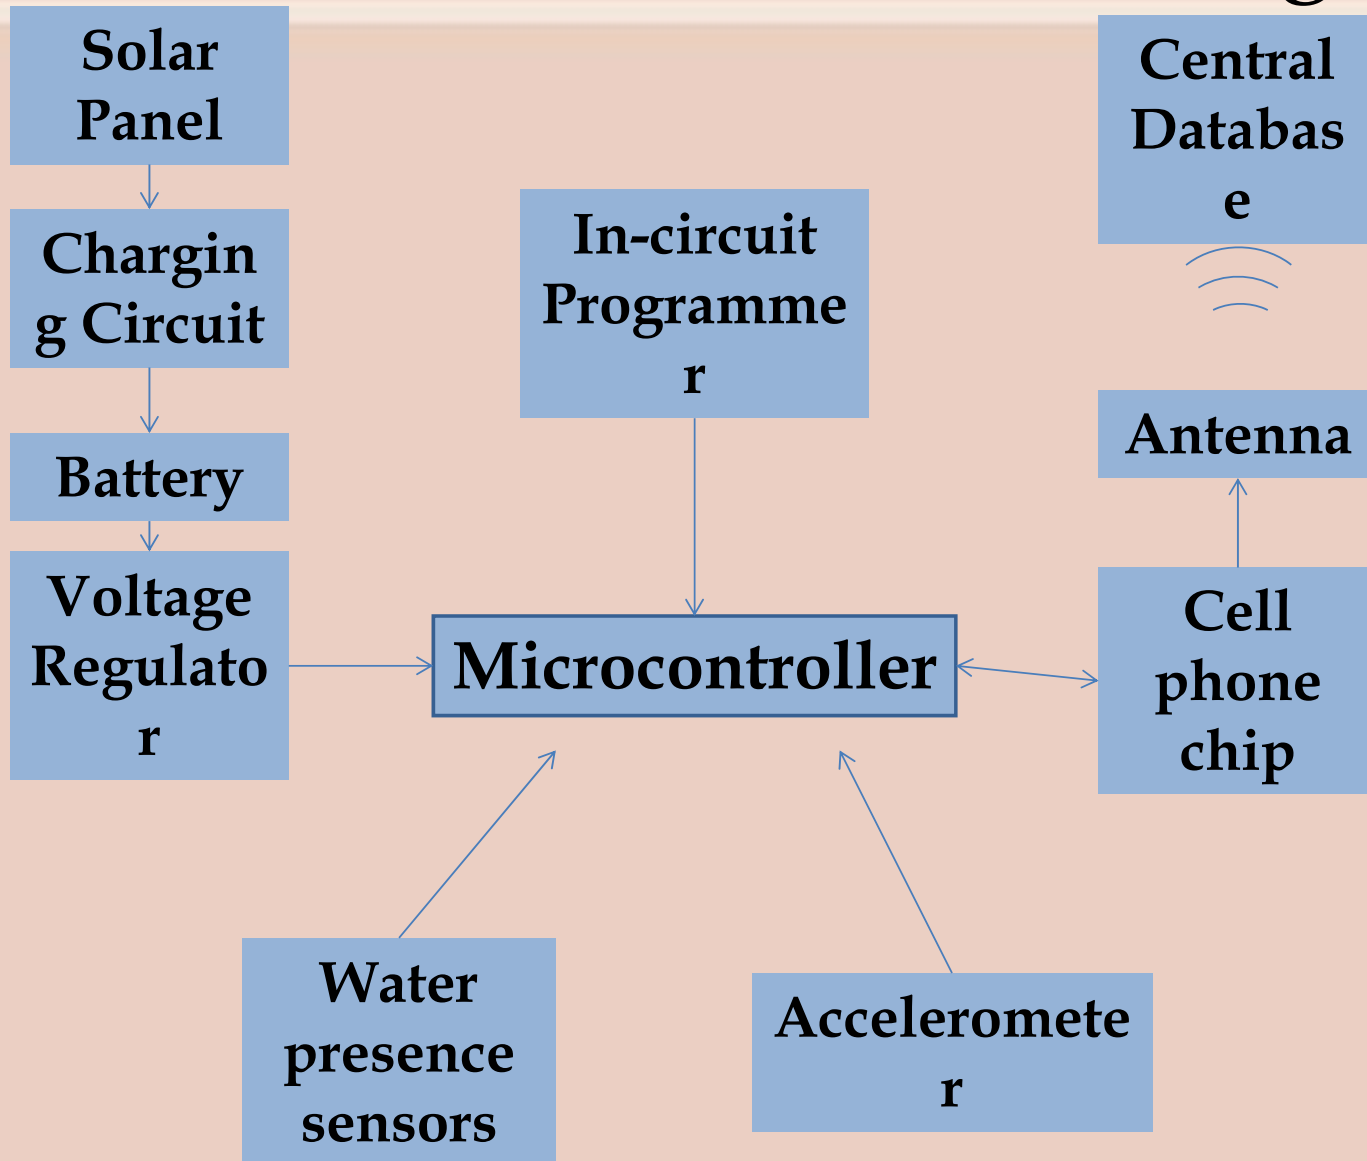 Solar
Panel
Chargin
g Circuit
Battery
Voltage
Regulato
r
In-circuit
Programme
r
Microcontroller
Central
Databas
e
Antenna
Cell
phone
chip
Water
presence
sensors
Acceleromete
r